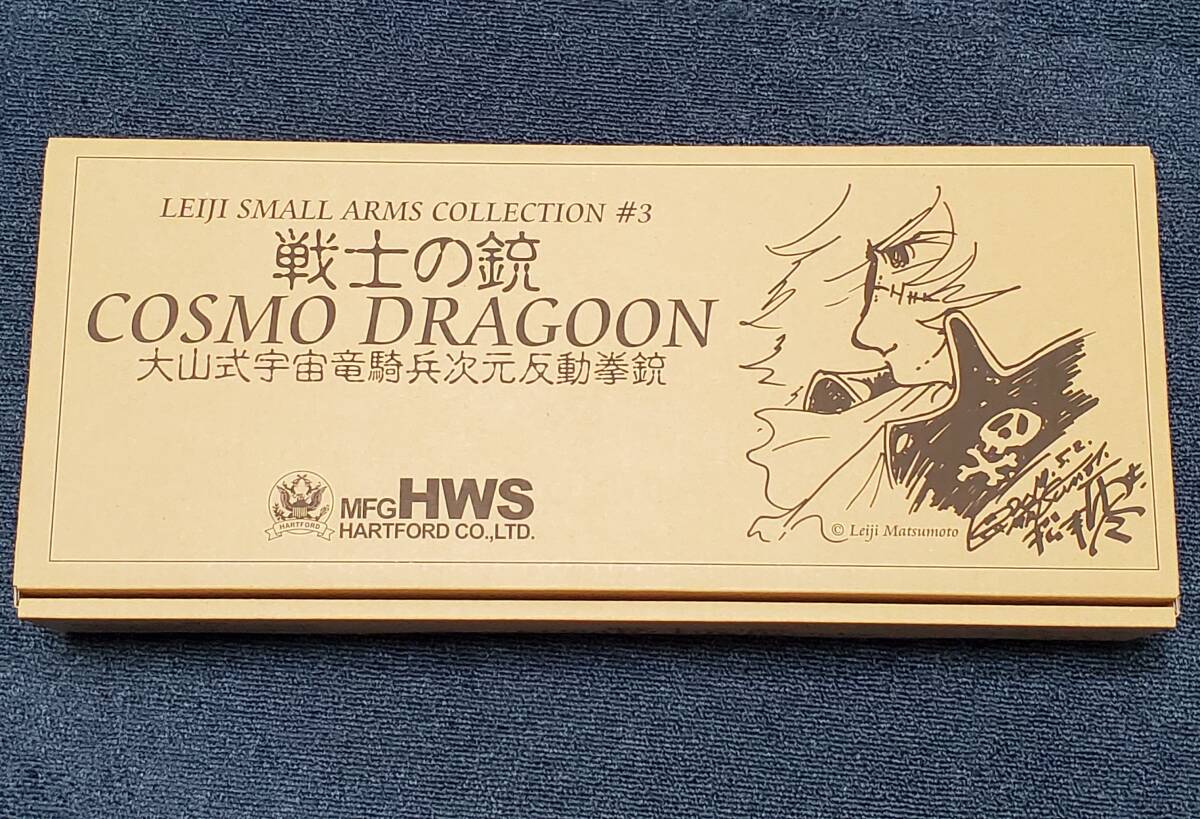 LEIJI SMALL ARMS COLLECTION #3
戦士の銃
COSMO DRAGOON
大山式宇宙竜騎兵次元反動拳銃
HARTFORD
MFG HWS
HARTFORD CO.,LTD.
© Leiji Matsumoto